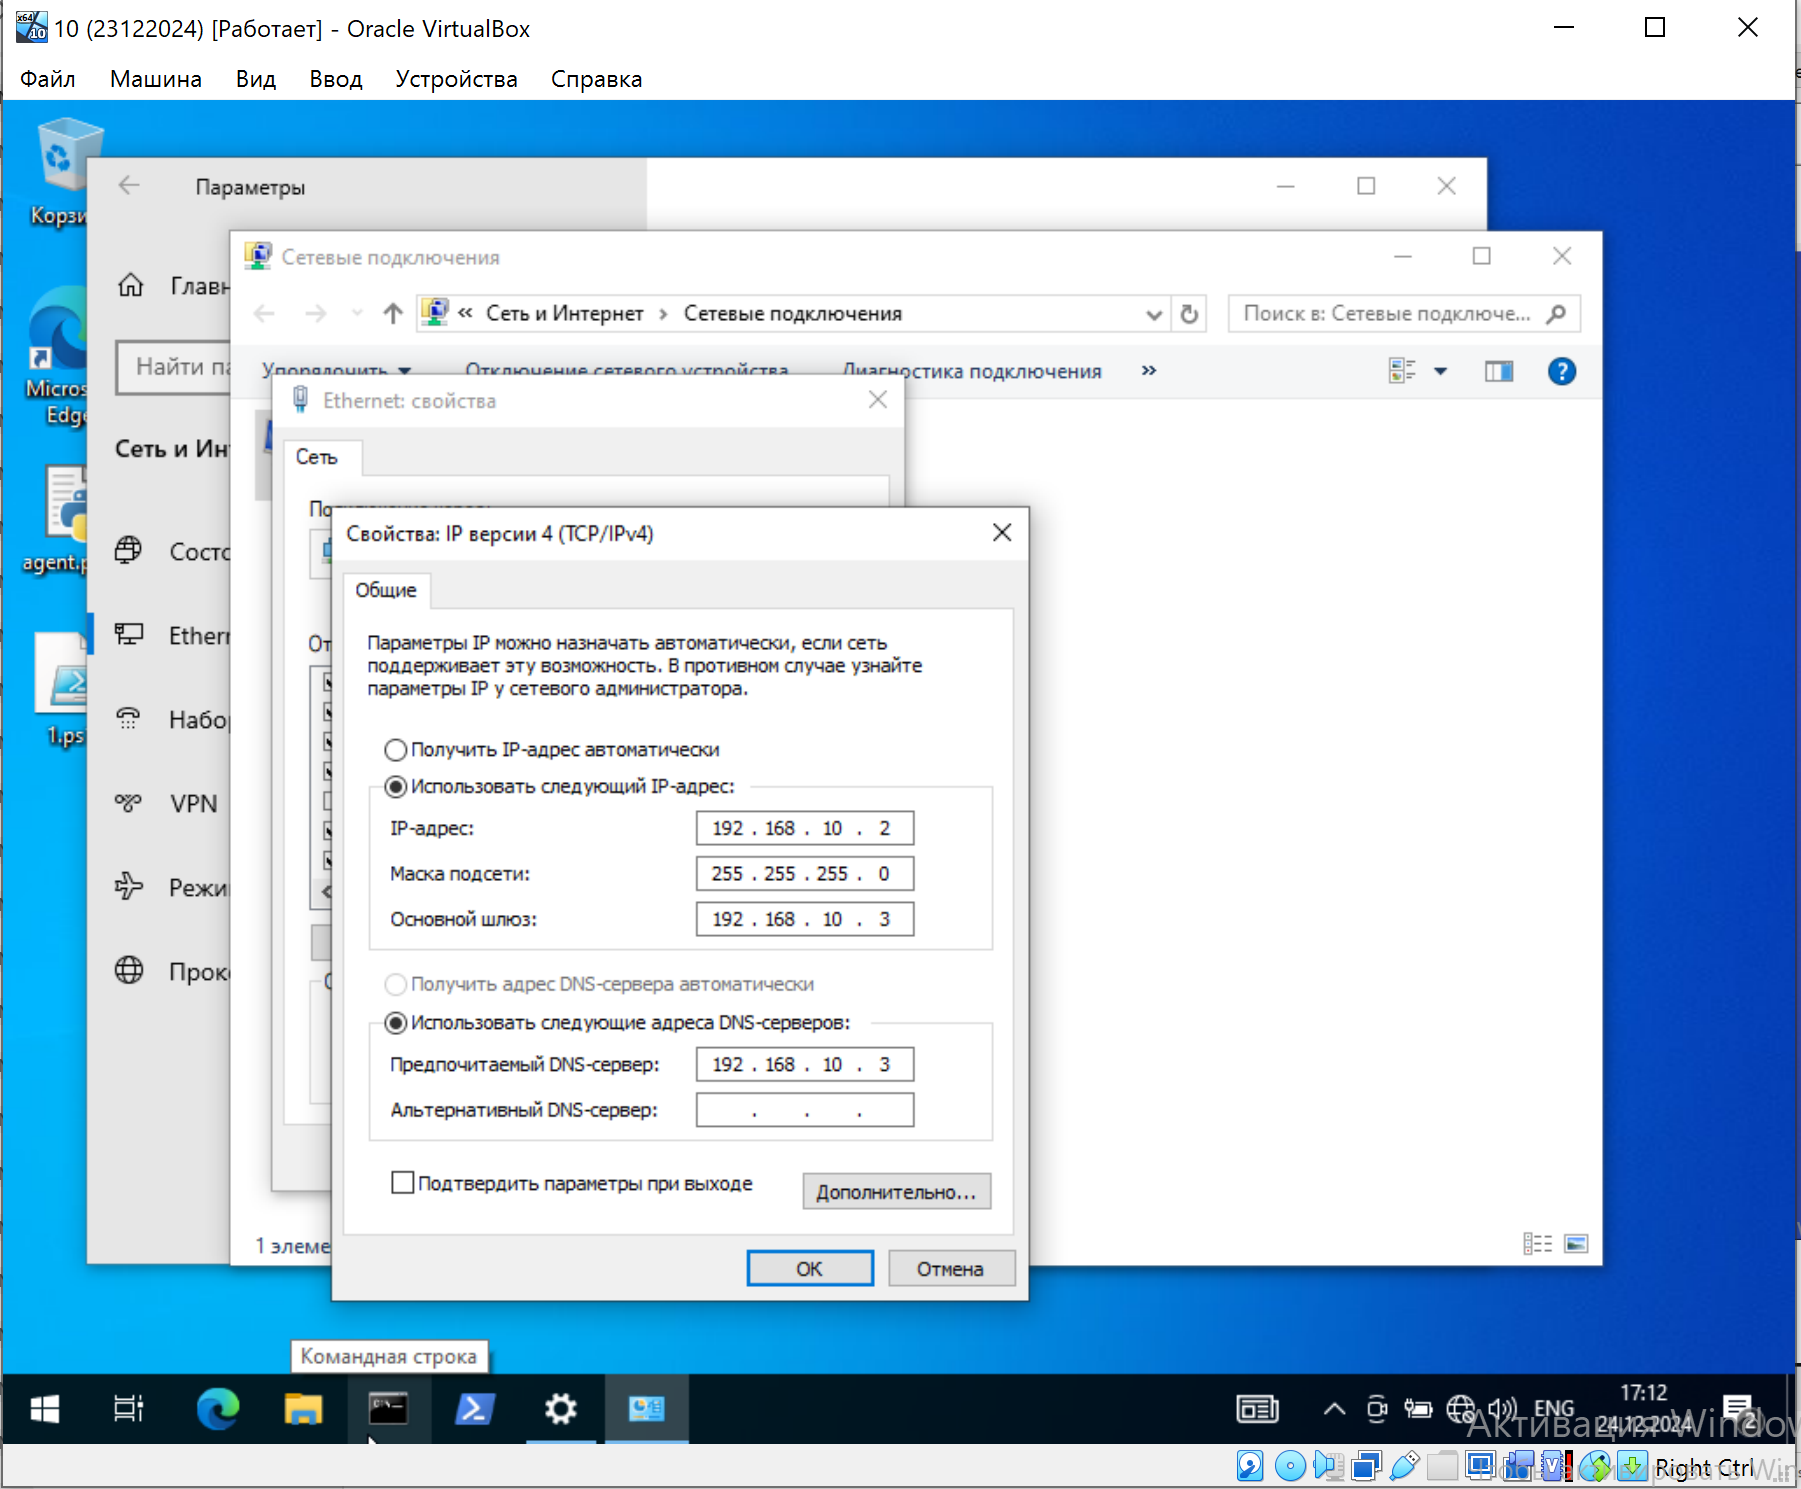 10 (23122024) [Работает] - Oracle VirtualBox
Файл Машина Вид Ввод Устройства Справка
Параметры
Сетевые подключения
« Сеть и Интернет › Сетевые подключения
Поиск в: Сетевые подключе...
Упорядочить Отключение сетевого устройства Диагностика подключения »
Ethernet: свойства
Сеть
Свойства: IP версии 4 (TCP/IPv4)
Общие
Параметры IP можно назначать автоматически, если сеть
поддерживает эту возможность. В противном случае узнайте
параметры IP у сетевого администратора.
Получить IP-адрес автоматически
Использовать следующий IP-адрес:
IP-адрес: 192 . 168 . 10 . 2
Маска подсети: 255 . 255 . 255 . 0
Основной шлюз: 192 . 168 . 10 . 3
Получить адрес DNS-сервера автоматически
Использовать следующие адреса DNS-серверов:
Предпочитаемый DNS-сервер: 192 . 168 . 10 . 3
Альтернативный DNS-сервер: . . .
Подтвердить параметры при выходе
Дополнительно...
OK Отмена
Корзи
Micros
Edge
agent.p
1.ps
Главн
Найти па
Сеть и Ин
Состо
Ethern
Набор
VPN
Режи
Прок
1 элеме
Командная строка
ENG
17:12
24.12.2024
2
Активация Window
Right Ctrl